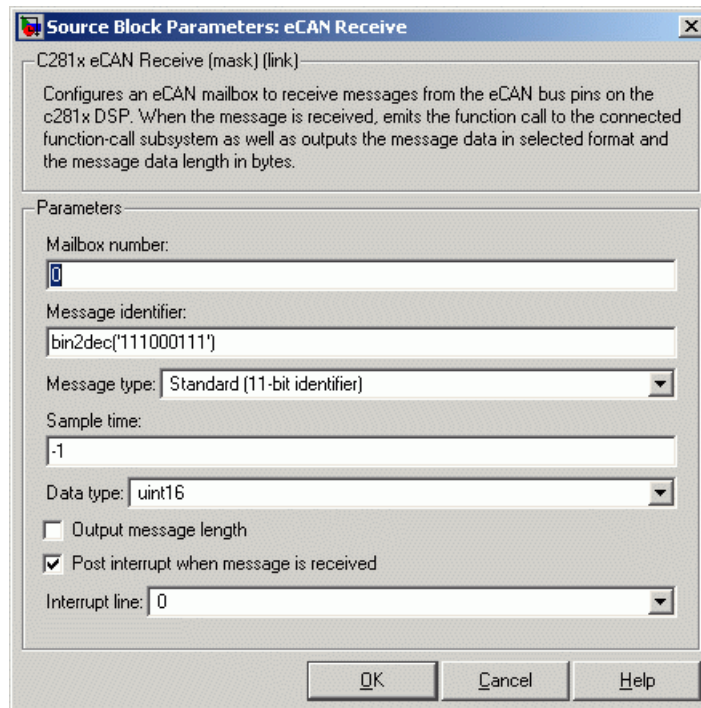 Source Block Parameters: eCAN Receive
C281x eCAN Receive (mask) (link)
Configures an eCAN mailbox to receive messages from the eCAN bus pins on the
c281x DSP. When the message is received, emits the function call to the connected
function-call subsystem as well as outputs the message data in selected format and
the message data length in bytes.
Parameters
Mailbox number:
0
Message identifier:
bin2dec('111000111')
Message type: Standard (11-bit identifier)
Sample time:
-1
Data type: uint16
Output message length
Post interrupt when message is received
Interrupt line: 0
OK Cancel Help